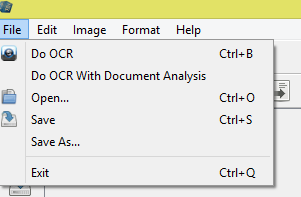 File Edit Image Format Help
Do OCR Ctrl+B
Do OCR With Document Analysis
Open... Ctrl+O
Save Ctrl+S
Save As...
Exit Ctrl+Q